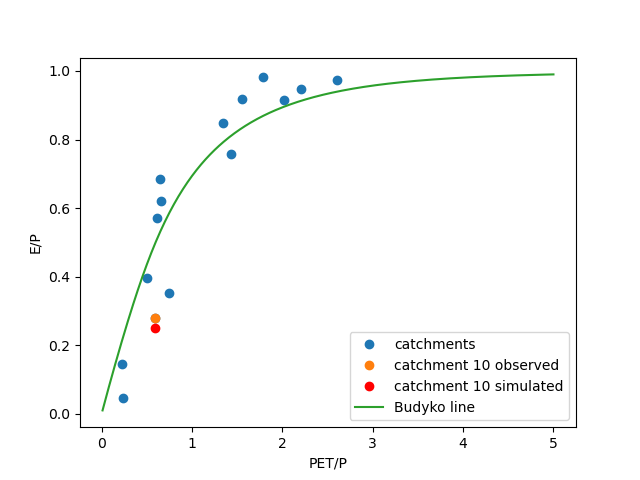 1.0
0.8
0.6
0.4
0.2
0.0
E/P
catchments
catchment 10 observed
catchment 10 simulated
Budyko line
0 1 2 3 4 5
PET/P